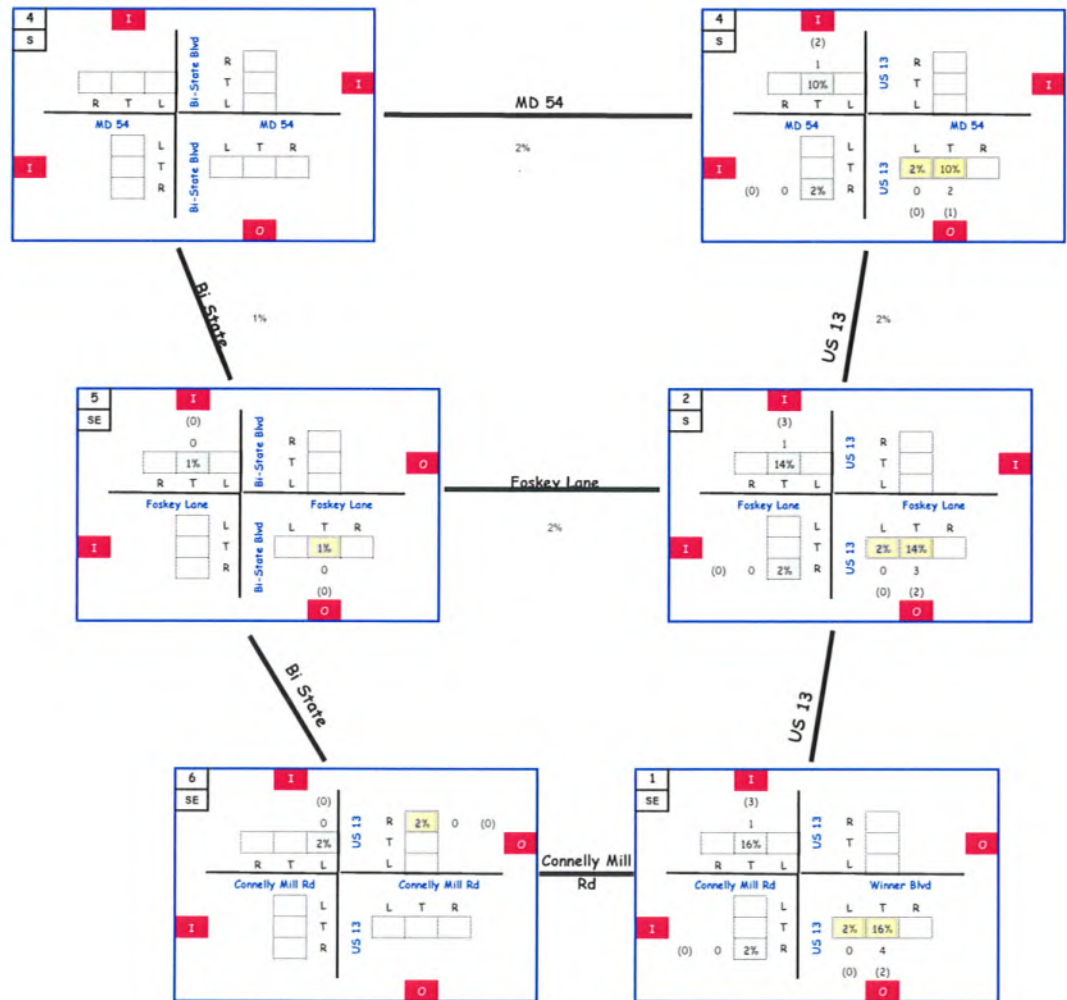 4
S
I
Bi-State Blvd
R
T
L
I
R T L
MD 54
MD 54
I
L
T
R
Bi-State Blvd
L T R
O
MD 54
2%
4
S
I
(2)
1
10%
US 13
R
T
L
I
R T L
MD 54
MD 54
I
L
T
(0) 0 2% R
US 13
L T R
2% 10%
0 2
(0) (1)
O
Bi State
1%
US 13
2%
5
SE
I
(0)
0
1%
Bi-State Blvd
R
T
L
O
R T L
Foskey Lane
Foskey Lane
I
L
T
R
Bi-State Blvd
L T R
1%
0
(0)
O
Foskey Lane
2%
2
S
I
(3)
1
14%
US 13
R
T
L
I
R T L
Foskey Lane
Foskey Lane
I
L
T
(0) 0 2% R
US 13
L T R
2% 14%
0 3
(0) (2)
O
Bi State
US 13
6
SE
I
(0)
0
2%
US 13
R 2% 0 (0)
T
L
O
R T L
Connelly Mill Rd
Connelly Mill Rd
I
L
T
R
US 13
L T R
O
Connelly Mill
Rd
1
SE
I
(3)
1
16%
US 13
R
T
L
O
R T L
Connelly Mill Rd
Winner Blvd
I
L
T
(0) 0 2% R
US 13
L T R
2% 16%
0 4
(0) (2)
O